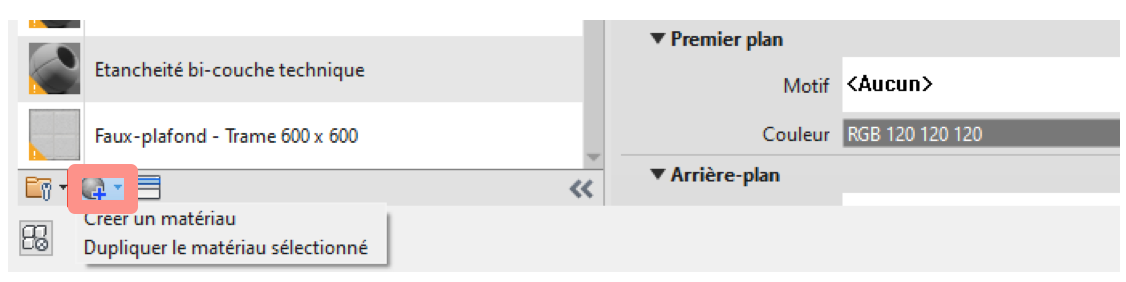 Etancheité bi-couche technique
Faux-plafond - Trame 600 x 600
Créer un matériau
Dupliquer le matériau sélectionné
Premier plan
Motif <Aucun>
Couleur RGB 120 120 120
Arrière-plan